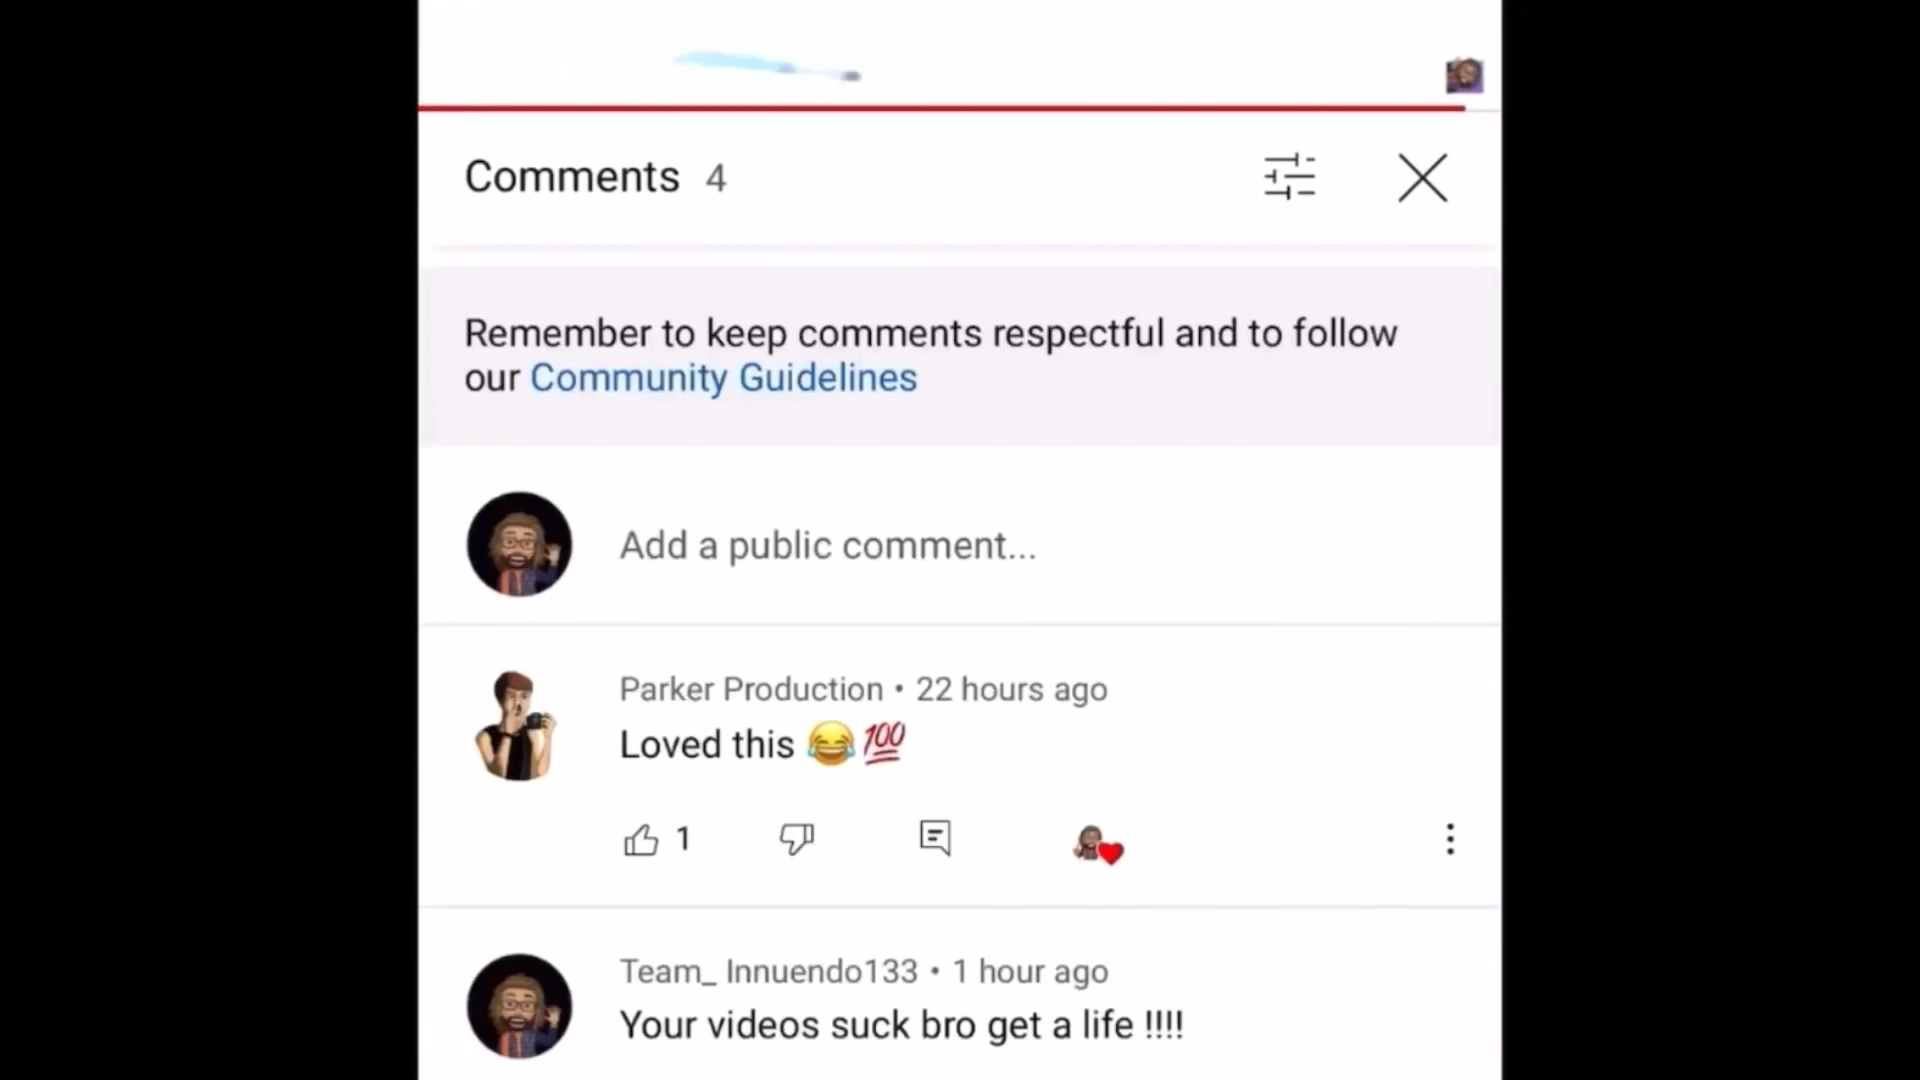 Comments 4
Remember to keep comments respectful and to follow
our Community Guidelines
Add a public comment...
Parker Production • 22 hours ago
Loved this 😂💯
1
Team_ Innuendo133 • 1 hour ago
Your videos suck bro get a life !!!!